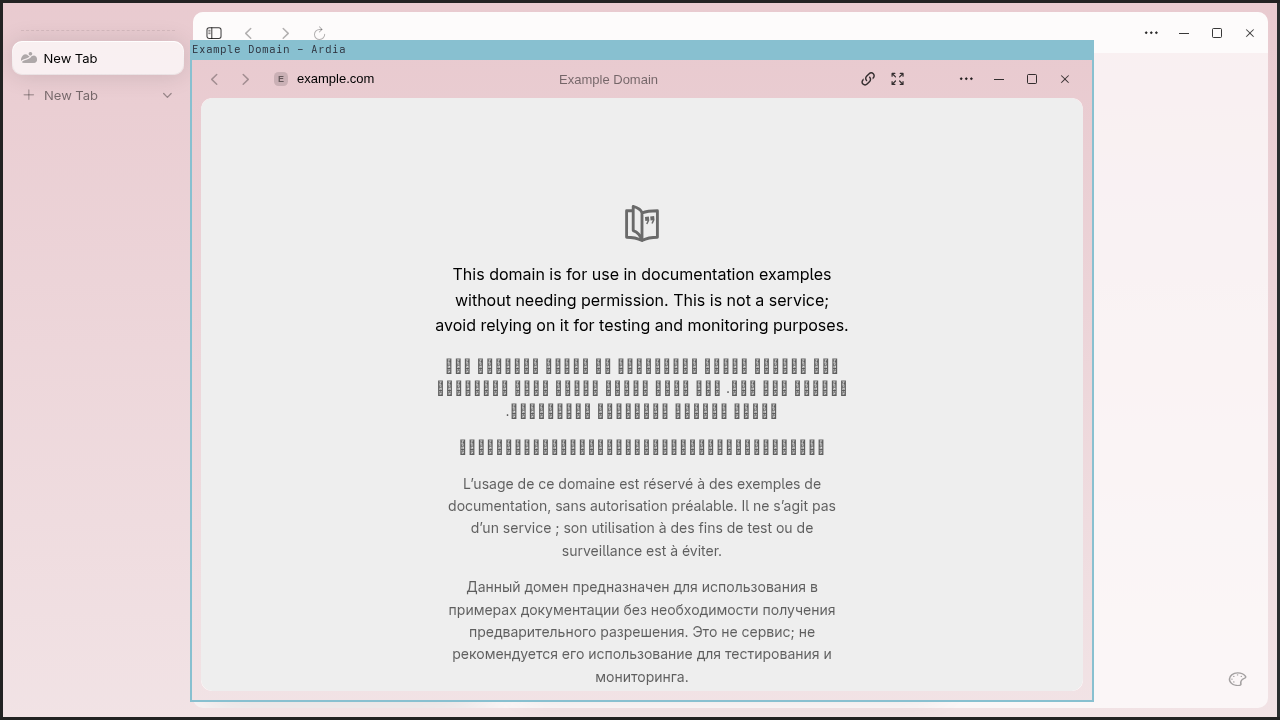 New Tab
New Tab
Example Domain – Ardia
E example.com
Example Domain
This domain is for use in documentation examples
without needing permission. This is not a service;
avoid relying on it for testing and monitoring purposes.
L’usage de ce domaine est réservé à des exemples de
documentation, sans autorisation préalable. Il ne s’agit pas
d’un service ; son utilisation à des fins de test ou de
surveillance est à éviter.
Данный домен предназначен для использования в
примерах документации без необходимости получения
предварительного разрешения. Это не сервис; не
рекомендуется его использование для тестирования и
мониторинга.